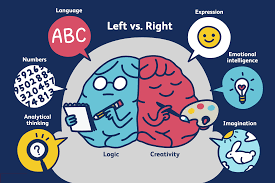 Left vs. Right
Language
ABC
Expression
Numbers
Emotional
intelligence
Analytical
thinking
Imagination
Logic
Creativity